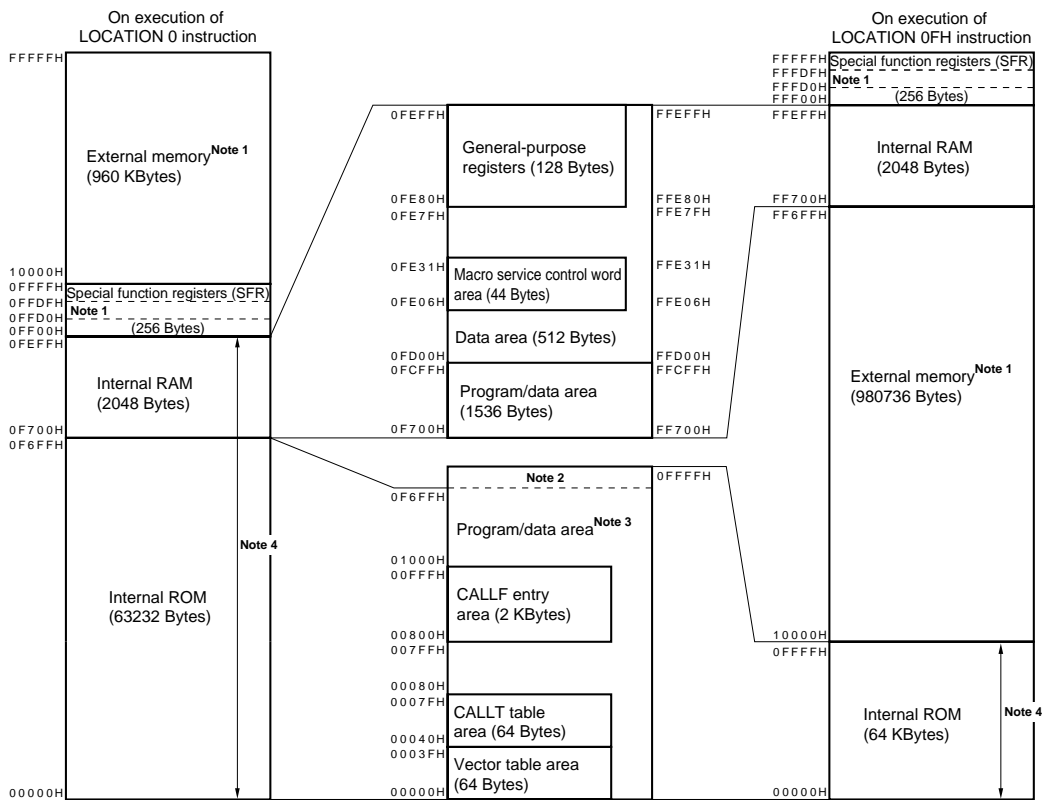 On execution of
LOCATION 0 instruction
FFFFFH
External memory Note 1
(960 KBytes)
10000H
0FFFFH
Special function registers (SFR)
0FFDFH
Note 1
0FFD0H
(256 Bytes)
0FF00H
0FEFFH
Internal RAM
(2048 Bytes)
0F700H
0F6FFH
Note 4
Internal ROM
(63232 Bytes)
00000H
0FEFFH
General-purpose
registers (128 Bytes)
FFEFFH
0FE80H
FFE80H
0FE7FH
FFE7FH
0FE31H
FFE31H
Macro service control word
area (44 Bytes)
0FE06H
FFE06H
Data area (512 Bytes)
0FD00H
FFD00H
0FCFFH
FFCFFH
Program/data area
(1536 Bytes)
0F700H
FF700H
Note 2
0FFFFH
0F6FFH
Program/data area Note 3
01000H
00FFFH
CALLF entry
area (2 KBytes)
00800H
007FFH
00080H
0007FH
CALLT table
area (64 Bytes)
00040H
0003FH
Vector table area
(64 Bytes)
00000H
On execution of
LOCATION 0FH instruction
FFFFFH
Special function registers (SFR)
FFFDFH
Note 1
FFFD0H
(256 Bytes)
FFF00H
FFEFFH
Internal RAM
(2048 Bytes)
FF700H
FF6FFH
External memory Note 1
(980736 Bytes)
10000H
0FFFFH
Internal ROM
(64 KBytes)
Note 4
00000H